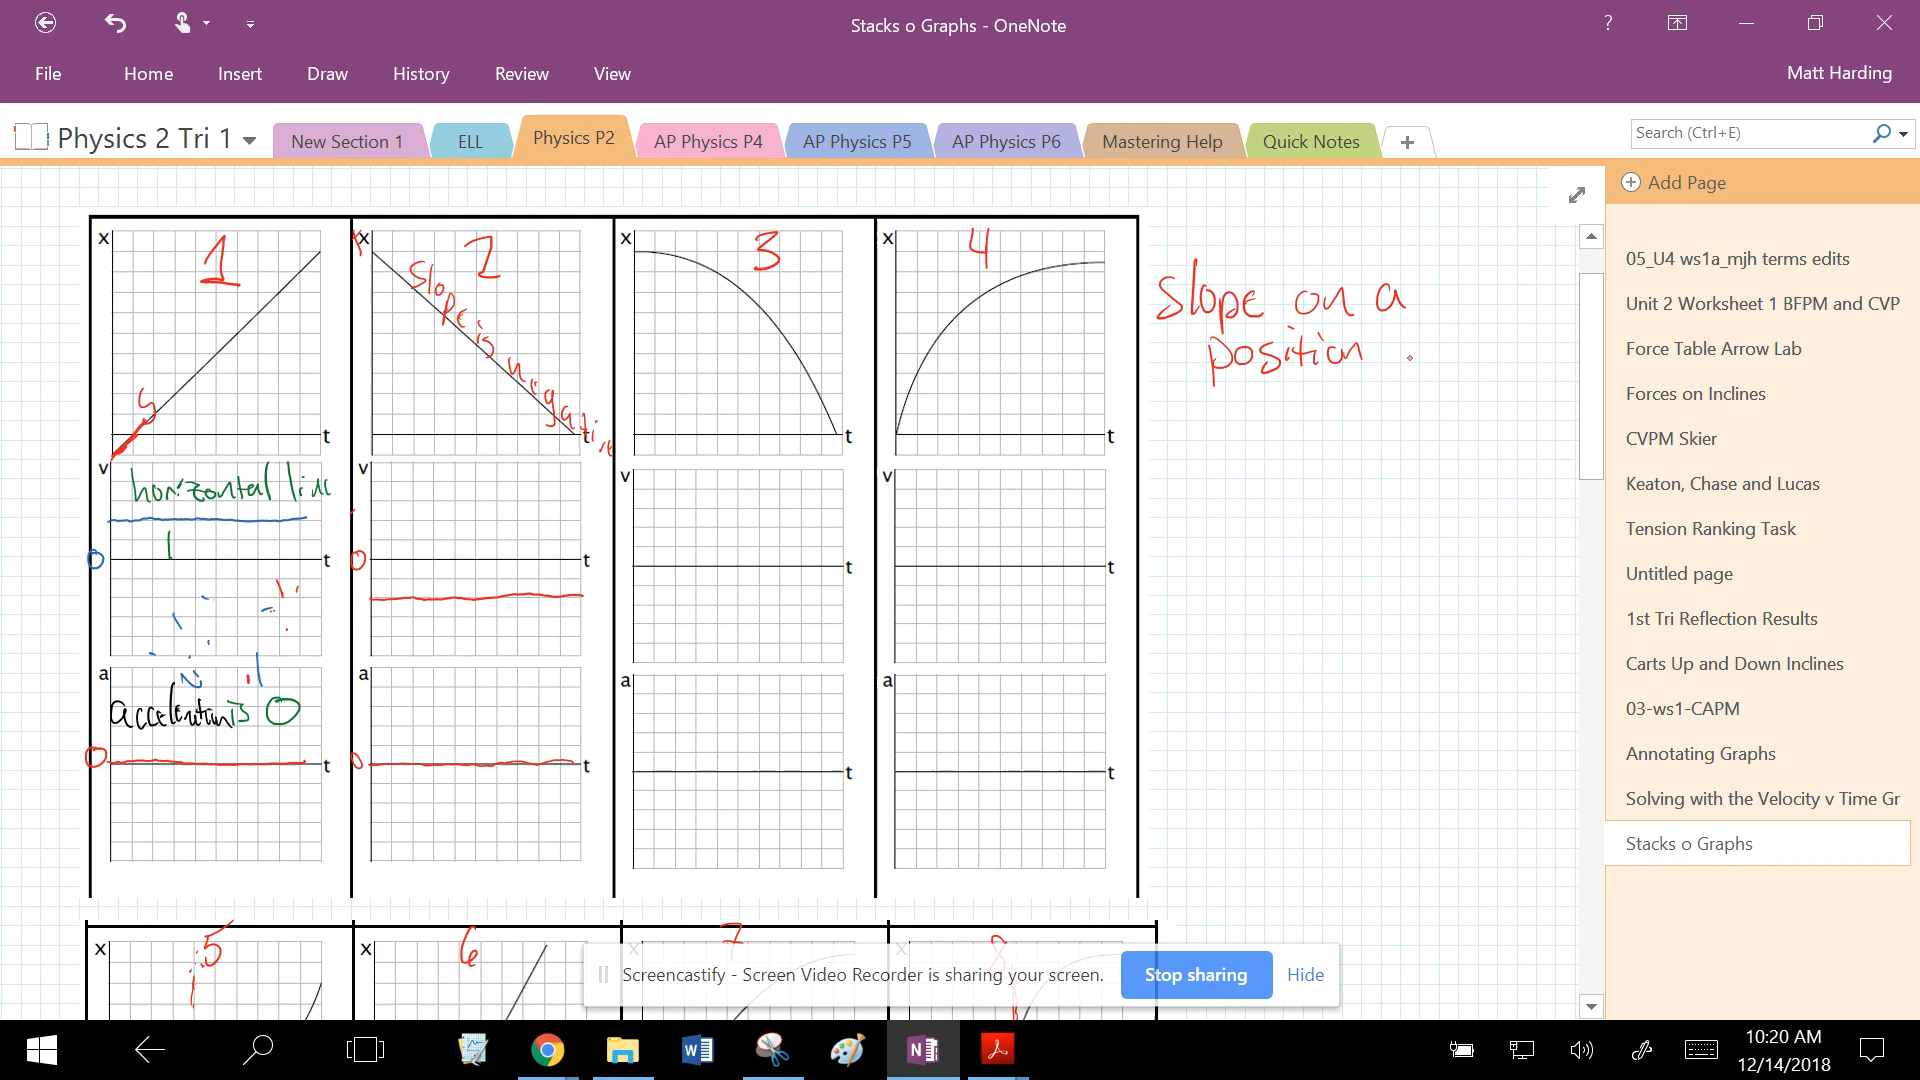 Stacks o Graphs - OneNote
?
File Home Insert Draw History Review View
Matt Harding
Physics 2 Tri 1
New Section 1
ELL
Physics P2
AP Physics P4
AP Physics P5
AP Physics P6
Mastering Help
Quick Notes
+
Search (Ctrl+E)
Add Page
05_U4 ws1a_mjh terms edits
Unit 2 Worksheet 1 BFPM and CVP
Force Table Arrow Lab
Forces on Inclines
CVPM Skier
Keaton, Chase and Lucas
Tension Ranking Task
Untitled page
1st Tri Reflection Results
Carts Up and Down Inclines
03-ws1-CAPM
Annotating Graphs
Solving with the Velocity v Time Gr
Stacks o Graphs
x 1 t
v horizontal line
0 t
a
acceleration is 0
0 t
x 2
Slope is negative
t
v
0 t
a
0 t
x 3 t
v t
a t
x 4 t
v t
a t
Slope on a
position
x 5
x 6
x 7
x 8
Screencastify - Screen Video Recorder is sharing your screen.
Stop sharing
Hide
10:20 AM
12/14/2018